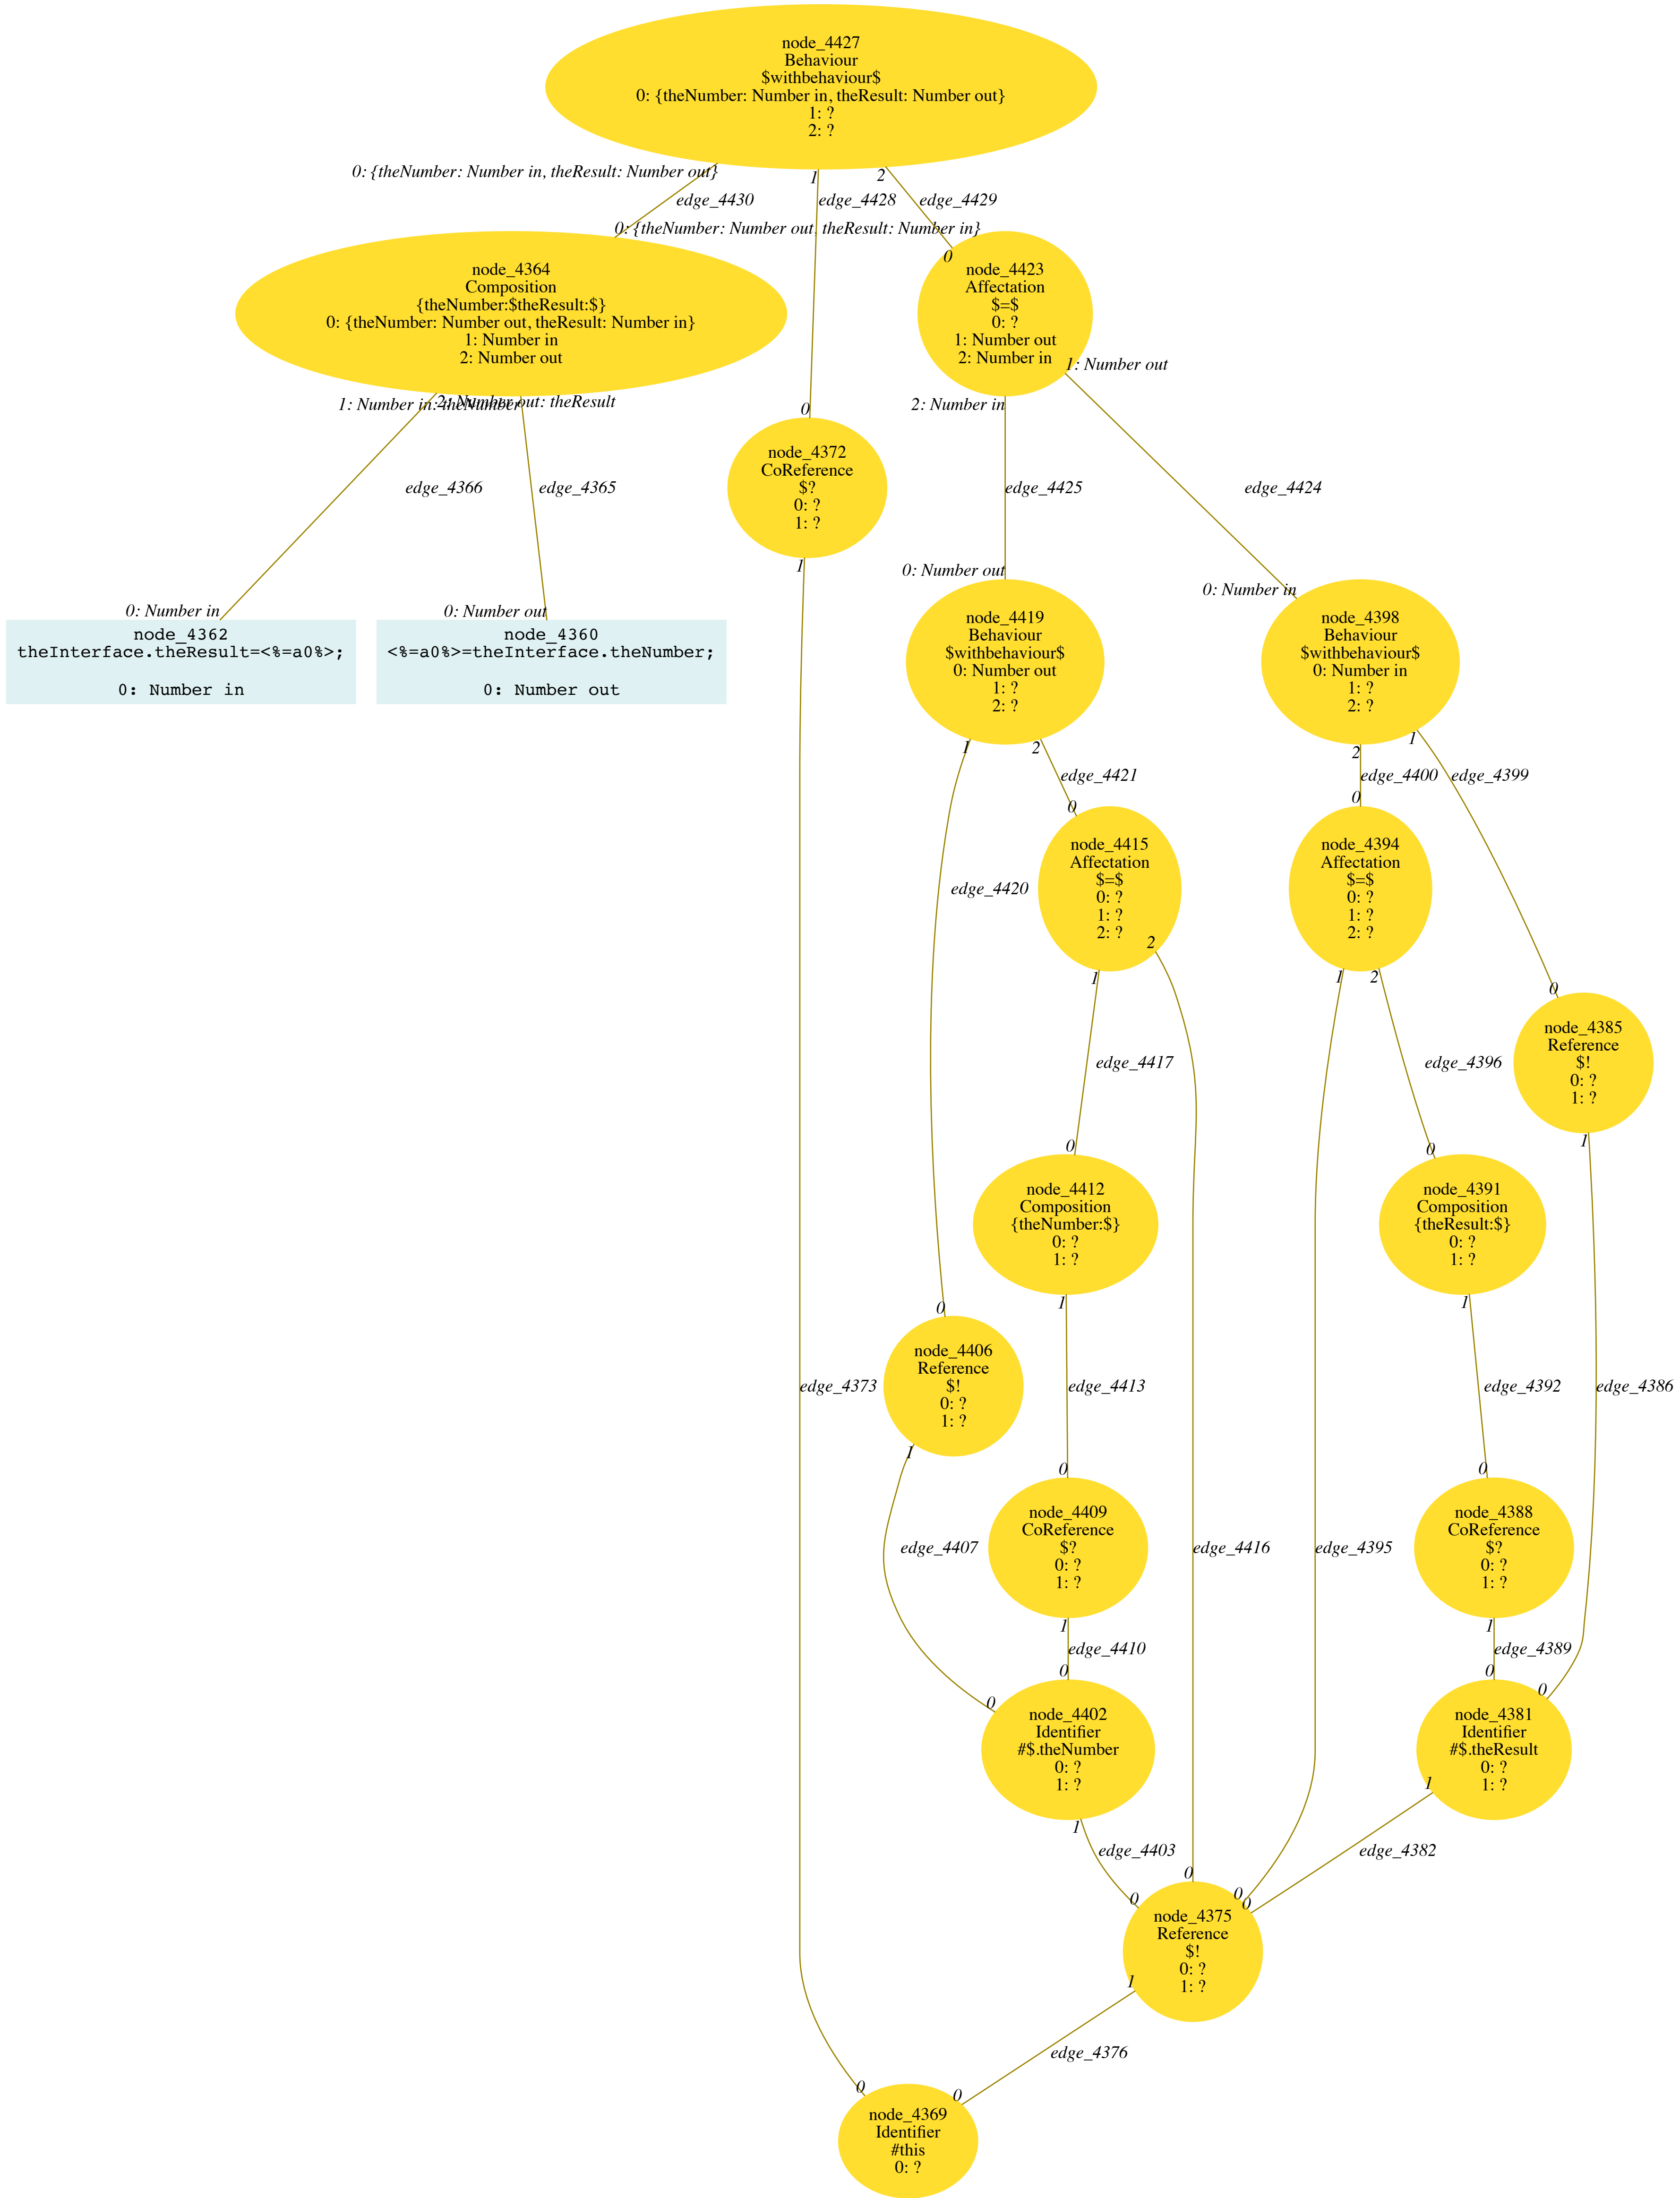 node_4427
Behaviour
$withbehaviour$
0: {theNumber: Number in, theResult: Number out}
1: ?
2: ?
0: {theNumber: Number in, theResult: Number out}
1
2
edge_4430
edge_4428
edge_4429
0: {theNumber: Number out, theResult: Number in}
0
node_4364
Composition
{theNumber:$theResult:$}
0: {theNumber: Number out, theResult: Number in}
1: Number in
2: Number out
node_4423
Affectation
$=$
0: ?
1: Number out
2: Number in
1: Number out
1: Number in: theNumber
2: Number out: theResult
0
2: Number in
node_4372
CoReference
$?
0: ?
1: ?
edge_4366
edge_4365
edge_4425
edge_4424
1
0: Number out
0: Number in
0: Number in
0: Number out
node_4362
theInterface.theResult=<%=a0%>;
0: Number in
node_4360
<%=a0%>=theInterface.theNumber;
0: Number out
node_4419
Behaviour
$withbehaviour$
0: Number out
1: ?
2: ?
node_4398
Behaviour
$withbehaviour$
0: Number in
1: ?
2: ?
1
2
2
1
edge_4421
edge_4400
edge_4399
0
0
node_4415
Affectation
$=$
0: ?
1: ?
2: ?
2
node_4394
Affectation
$=$
0: ?
1: ?
2: ?
edge_4420
1
1
2
0
node_4385
Reference
$!
0: ?
1: ?
edge_4417
edge_4396
1
0
0
node_4412
Composition
{theNumber:$}
0: ?
1: ?
node_4391
Composition
{theResult:$}
0: ?
1: ?
0
1
1
node_4406
Reference
$!
0: ?
1: ?
edge_4373
edge_4413
edge_4392
edge_4386
1
0
0
node_4409
CoReference
$?
0: ?
1: ?
node_4388
CoReference
$?
0: ?
1: ?
edge_4407
edge_4416
edge_4395
1
1
edge_4410
edge_4389
0
0
0
0
node_4402
Identifier
#$.theNumber
0: ?
1: ?
node_4381
Identifier
#$.theResult
0: ?
1: ?
1
1
edge_4403
edge_4382
0
0
0
0
node_4375
Reference
$!
0: ?
1: ?
1
edge_4376
0
0
node_4369
Identifier
#this
0: ?